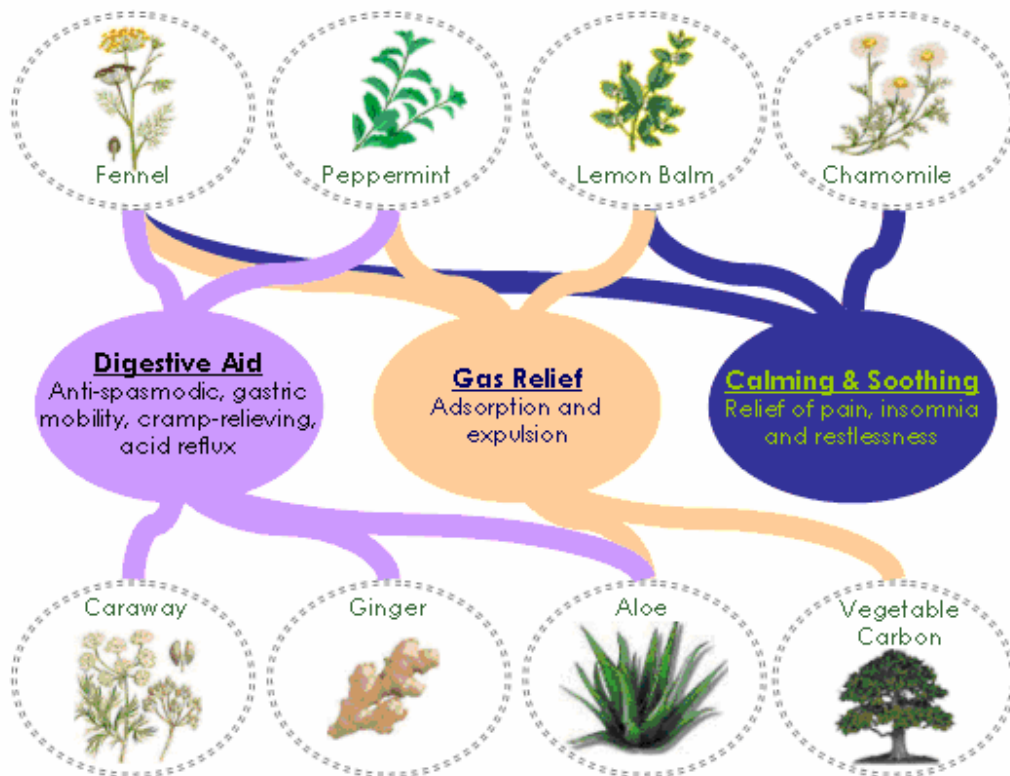 Fennel
Peppermint
Lemon Balm
Chamomile
Digestive Aid
Anti-spasmodic, gastric
mobility, cramp-relieving,
acid reflux
Gas Relief
Adsorption and
expulsion
Calming & Soothing
Relief of pain, insomnia
and restlessness
Caraway
Ginger
Aloe
Vegetable
Carbon